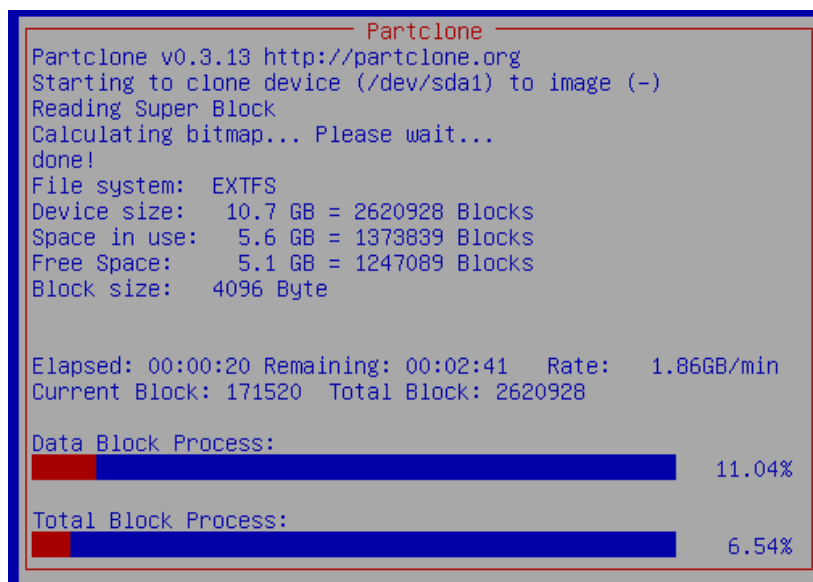 Partclone
Partclone v0.3.13 http://partclone.org
Starting to clone device (/dev/sda1) to image (-)
Reading Super Block
Calculating bitmap... Please wait...
done!
File system:  EXTFS
Device size:   10.7 GB = 2620928 Blocks
Space in use:   5.6 GB = 1373839 Blocks
Free Space:     5.1 GB = 1247089 Blocks
Block size:   4096 Byte
Elapsed: 00:00:20 Remaining: 00:02:41   Rate:   1.86GB/min
Current Block: 171520  Total Block: 2620928
Data Block Process:
11.04%
Total Block Process:
6.54%